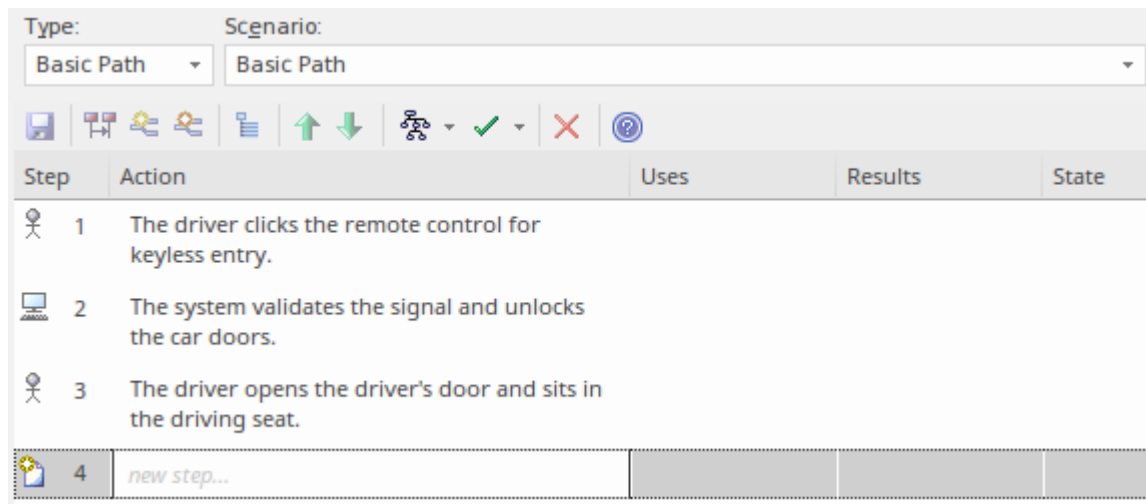 Type: Scenario:
Basic Path Basic Path
Step Action Uses Results State
1 The driver clicks the remote control for
keyless entry.
2 The system validates the signal and unlocks
the car doors.
3 The driver opens the driver's door and sits in
the driving seat.
4 new step...